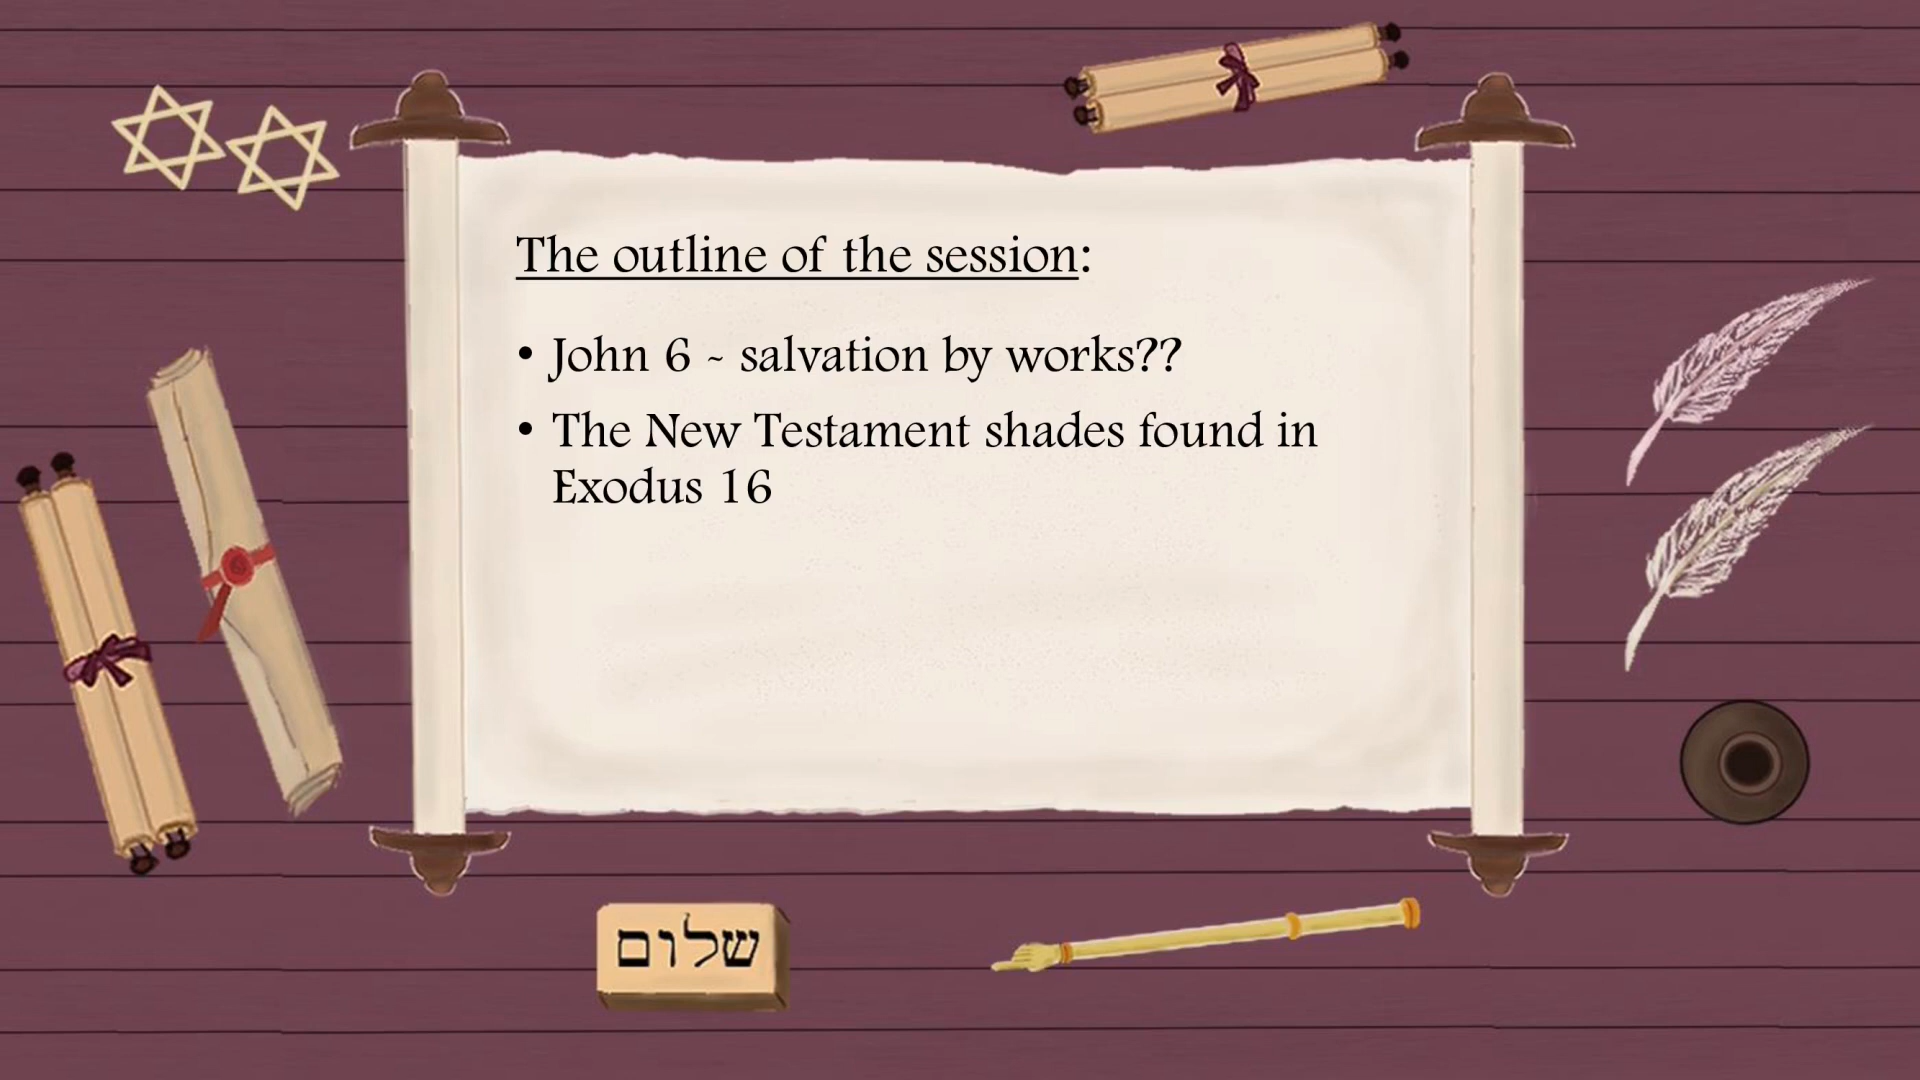 The outline of the session:
• John 6 - salvation by works??
• The New Testament shades found in
Exodus 16
שלום